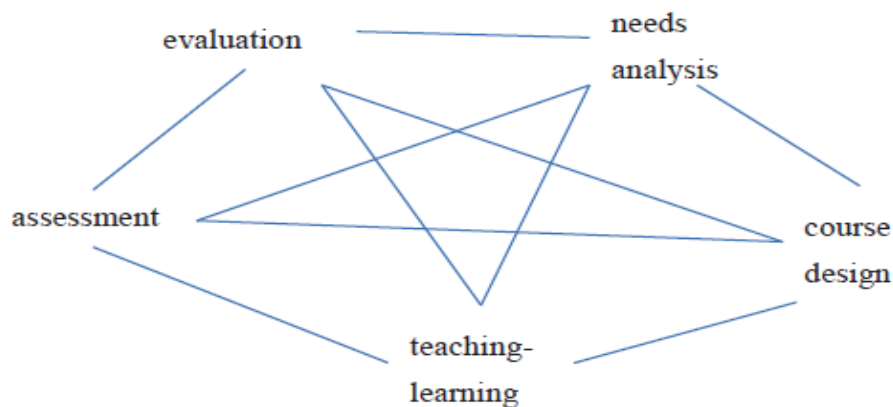 evaluation
needs
analysis
assessment
course
design
teaching-
learning